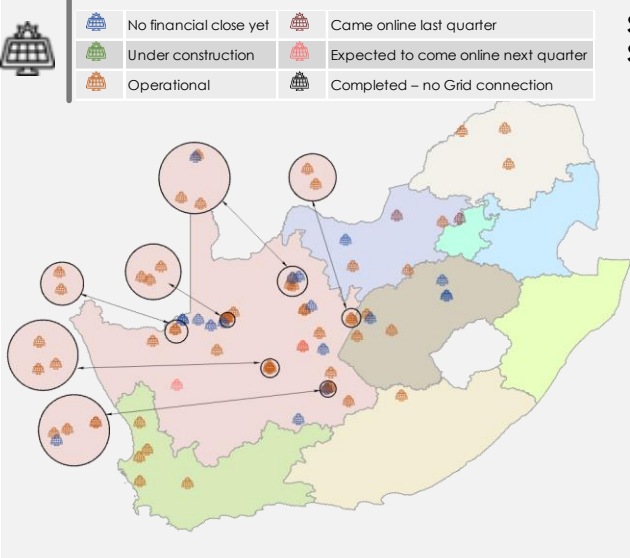 No financial close yet
Came online last quarter
Under construction
Expected to come online next quarter
Operational
Completed – no Grid connection